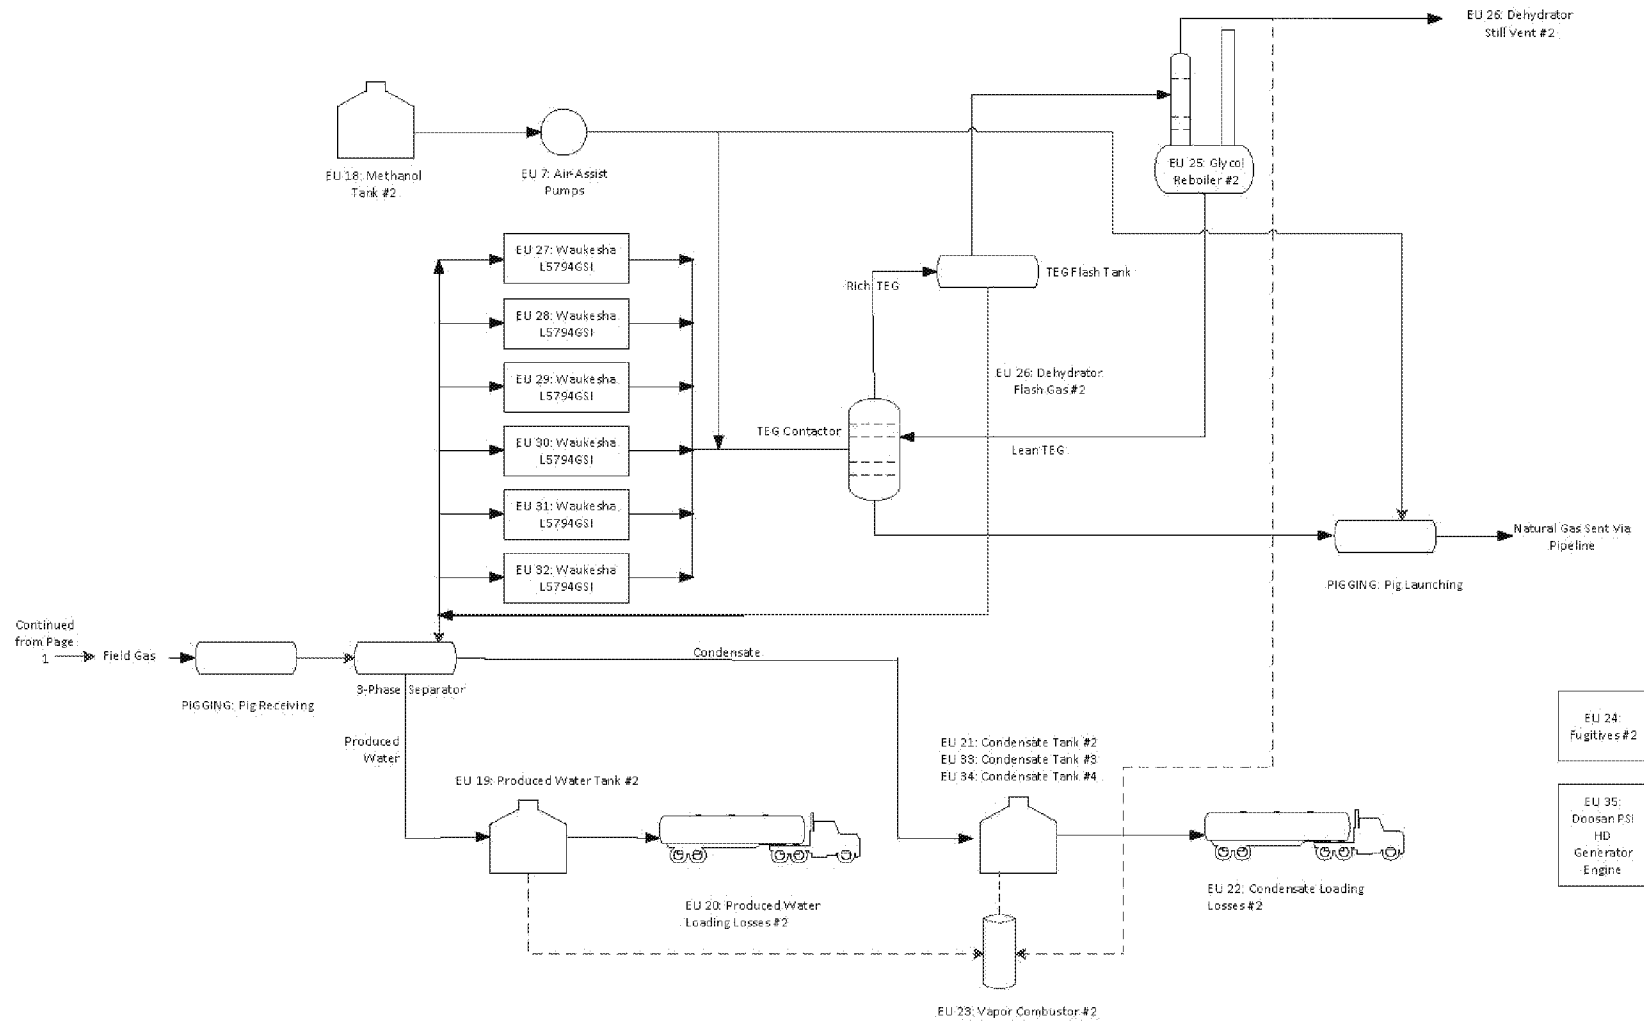 EU 26: Dehydrator
Still Vent #2
EU 18: Methanol
Tank #2
EU 7: Air-Assist
Pumps
EU 25: Glycol
Reboiler #2
EU 27: Waukesha
L5794GSI
TEG Flash Tank
Rich TEG
EU 28: Waukesha
L5794GSI
EU 29: Waukesha
L5794GSI
EU 26: Dehydrator
Flash Gas #2
TEG Contactor
EU 30: Waukesha
L5794GSI
Lean TEG
EU 31: Waukesha
L5794GSI
Natural Gas Sent Via
Pipeline
EU 32: Waukesha
L5794GSI
PIGGING: Pig Launching
Continued
from Page
1
Field Gas
Condensate
3-Phase Separator
PIGGING: Pig Receiving
Produced
Water
EU 24:
Fugitives #2
EU 21: Condensate Tank #2
EU 33: Condensate Tank #3
EU 34: Condensate Tank #4
EU 19: Produced Water Tank #2
EU 35:
Doosan PSI
HD
Generator
Engine
EU 20: Produced Water
Loading Losses #2
EU 22: Condensate Loading
Losses #2
EU 23: Vapor Combustor #2